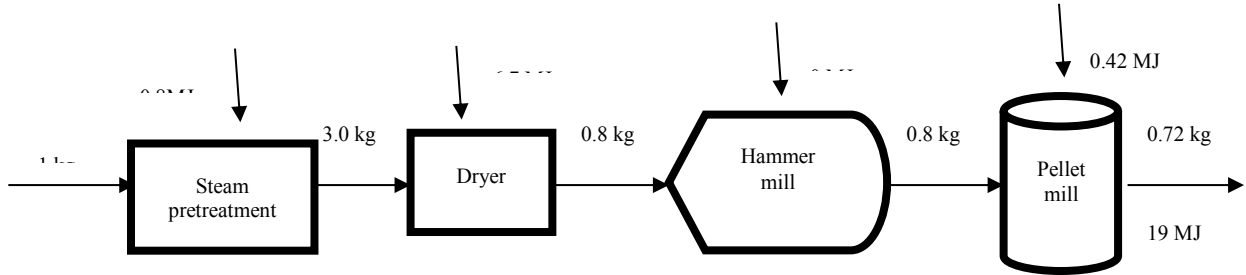 0.42 MJ
3.0 kg
0.8 kg
0.8 kg
0.72 kg
Steam
pretreatment
Dryer
Hammer
mill
Pellet
mill
19 MJ